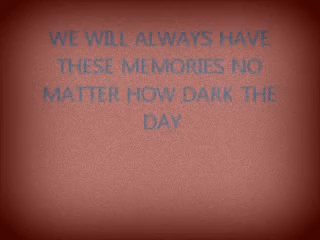 WE WILL ALWAYS HAVE
THESE MEMORIES NO
MATTER HOW DARK THE
DAY